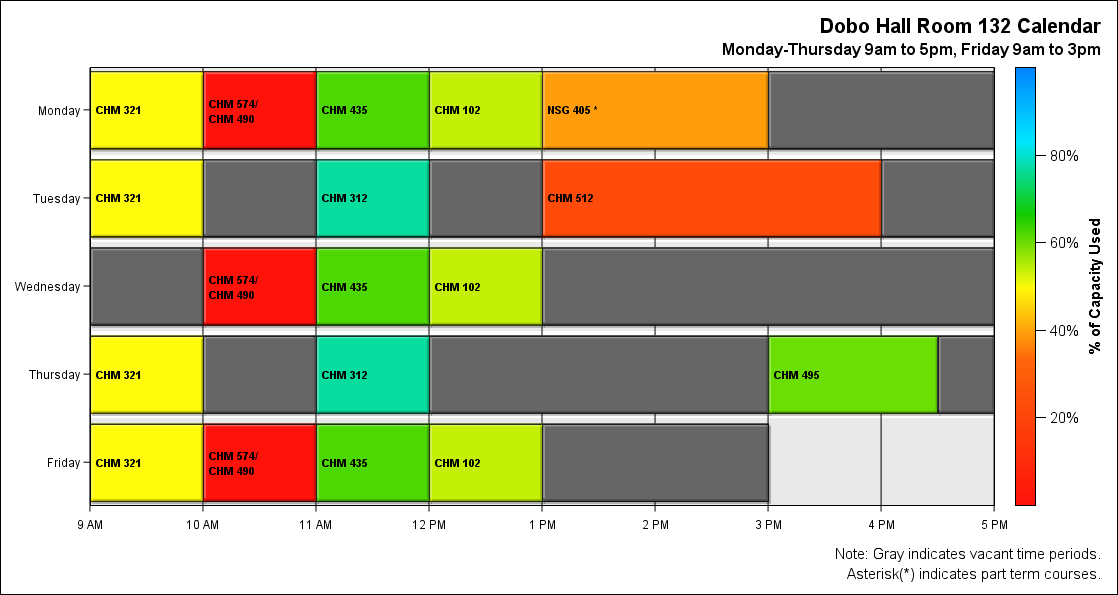 Dobo Hall Room 132 Calendar
Monday-Thursday 9am to 5pm, Friday 9am to 3pm
Monday
CHM 321
CHM 574/
CHM 490
CHM 435
CHM 102
NSG 405 *
Tuesday
CHM 321
CHM 312
CHM 512
Wednesday
CHM 574/
CHM 490
CHM 435
CHM 102
Thursday
CHM 321
CHM 312
CHM 495
Friday
CHM 321
CHM 574/
CHM 490
CHM 435
CHM 102
9 AM
10 AM
11 AM
12 PM
1 PM
2 PM
3 PM
4 PM
5 PM
80%
60%
40%
20%
% of Capacity Used
Note: Gray indicates vacant time periods.
Asterisk(*) indicates part term courses.